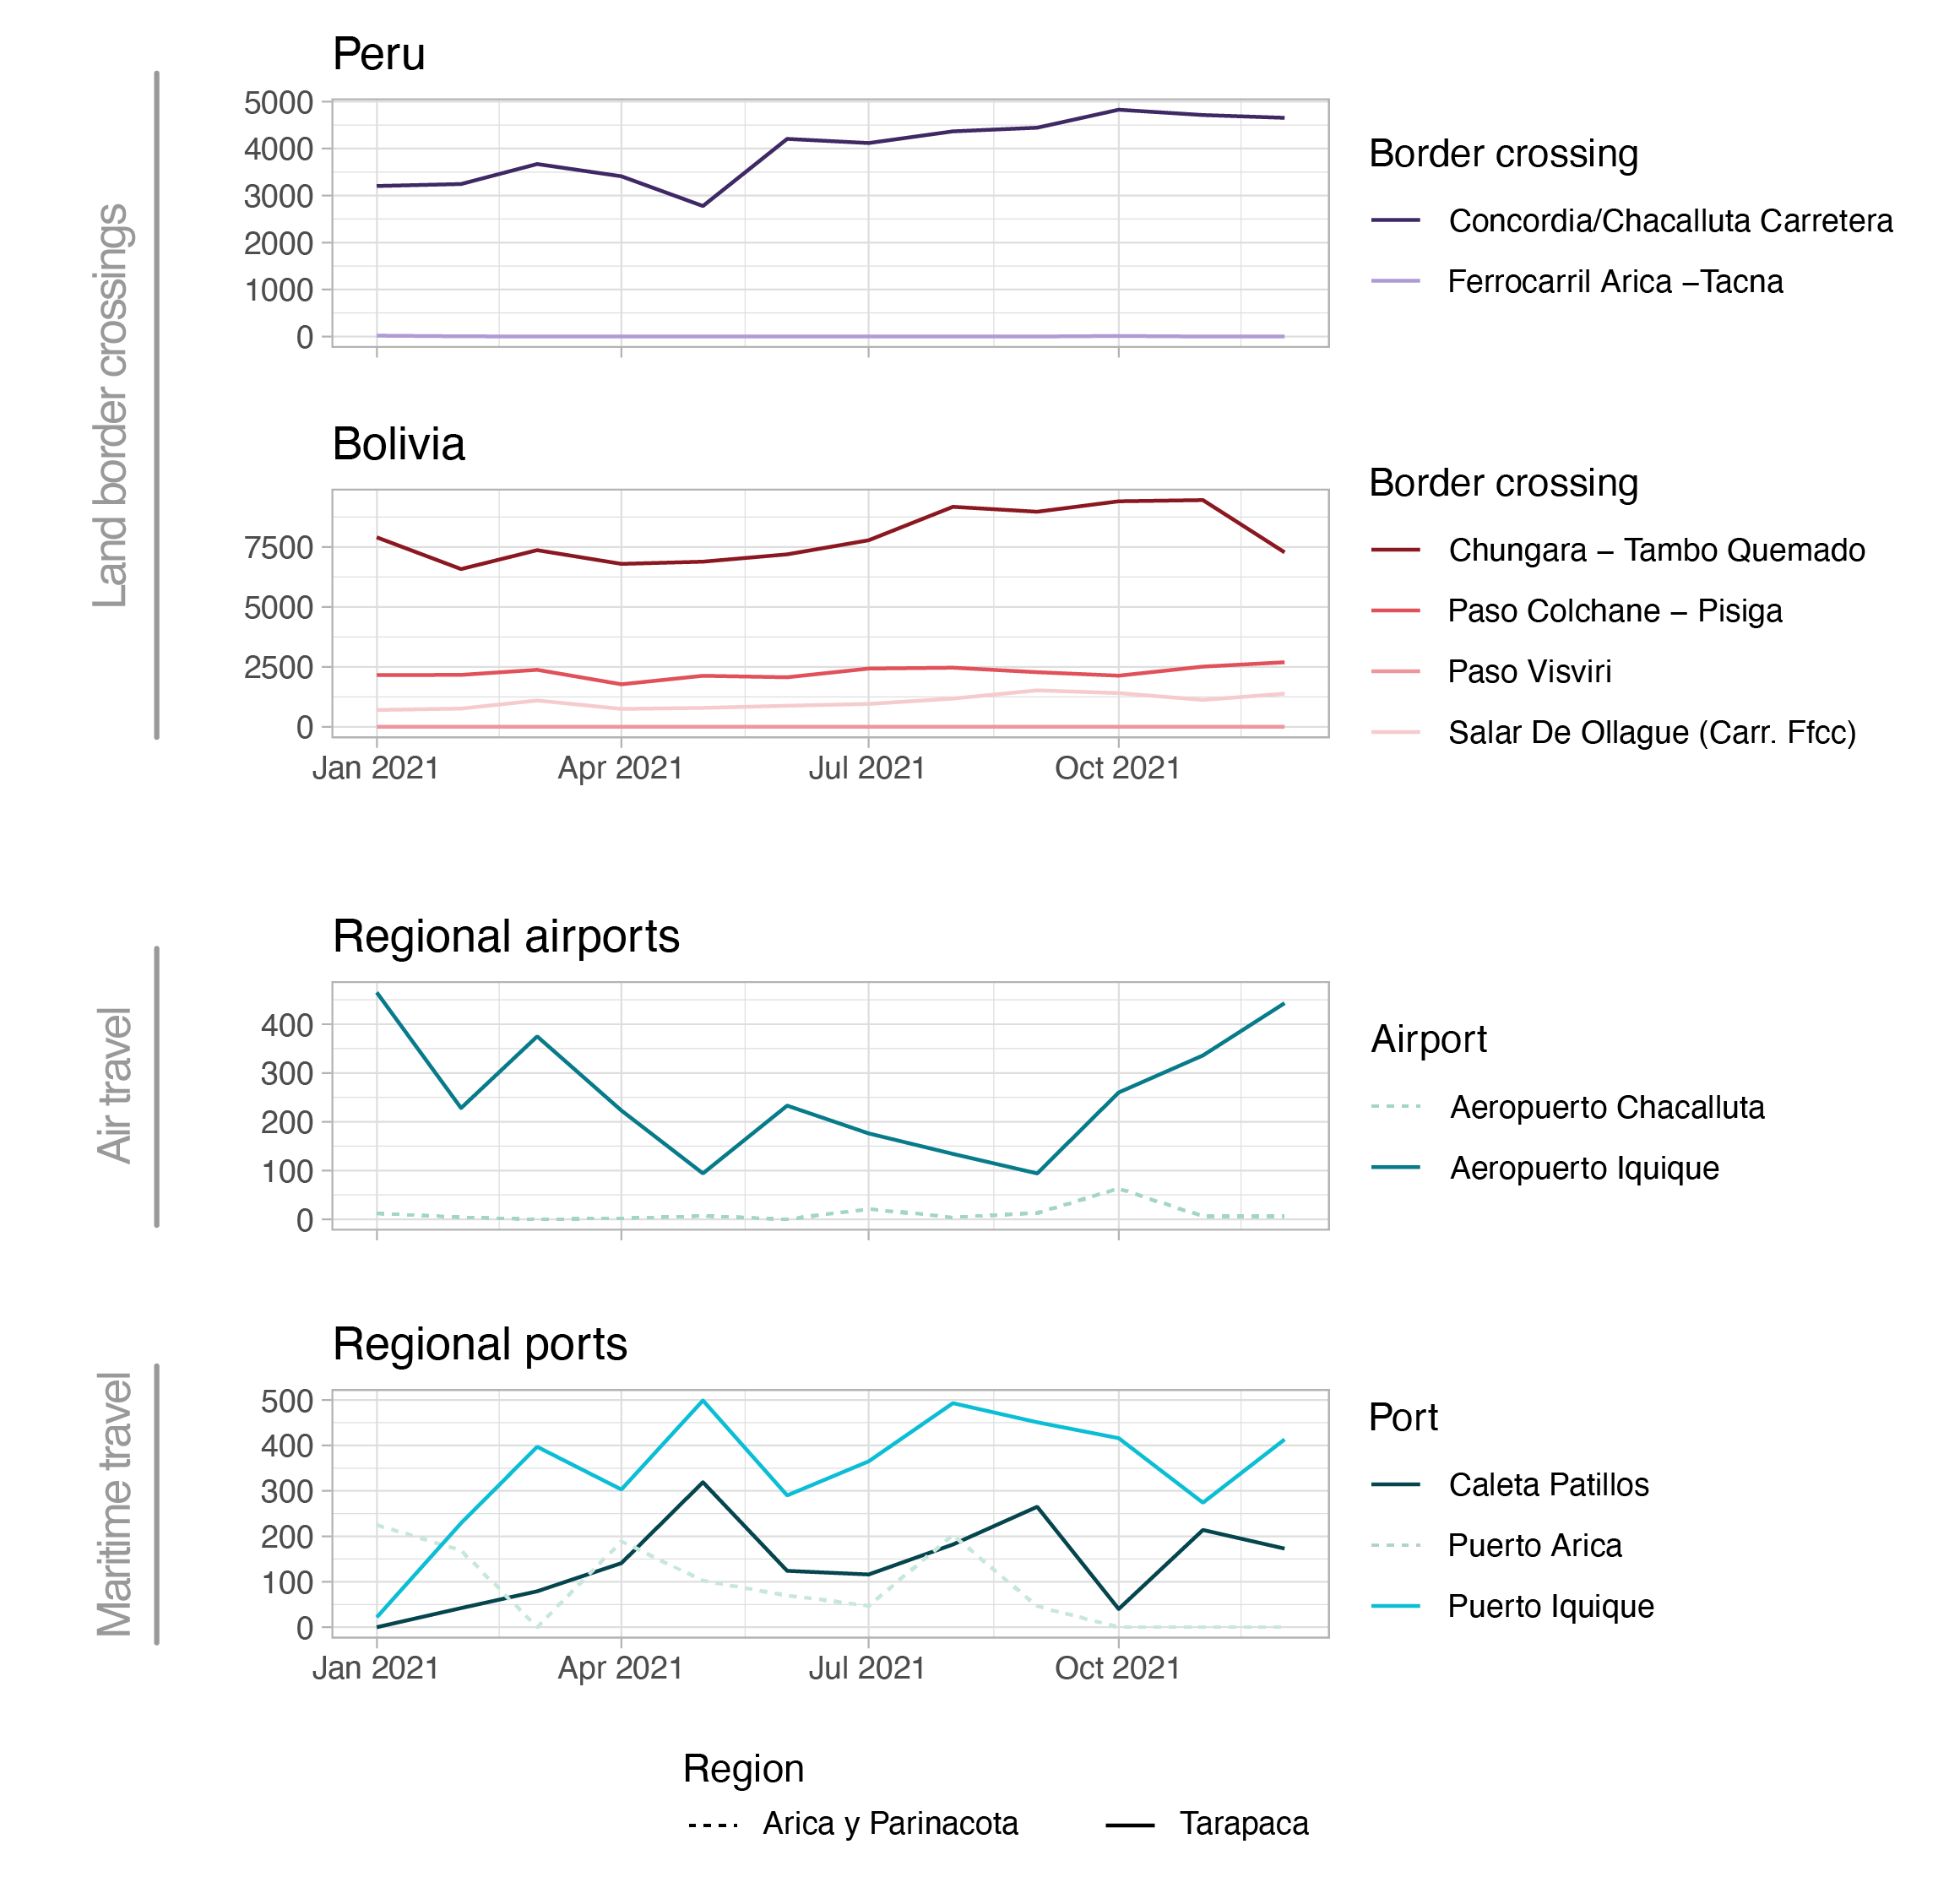 Land border crossings
Peru
5000
4000
3000
2000
1000
0
Border crossing
Concordia/Chacalluta Carretera
Ferrocarril Arica –Tacna
Bolivia
7500
5000
2500
0
Jan 2021 Apr 2021 Jul 2021 Oct 2021
Border crossing
Chungara – Tambo Quemado
Paso Colchane – Pisiga
Paso Visviri
Salar De Ollague (Carr. Ffcc)
Air travel
Regional airports
400
300
200
100
0
Airport
Aeropuerto Chacalluta
Aeropuerto Iquique
Maritime travel
Regional ports
500
400
300
200
100
0
Jan 2021 Apr 2021 Jul 2021 Oct 2021
Port
Caleta Patillos
Puerto Arica
Puerto Iquique
Region
Arica y Parinacota Tarapaca